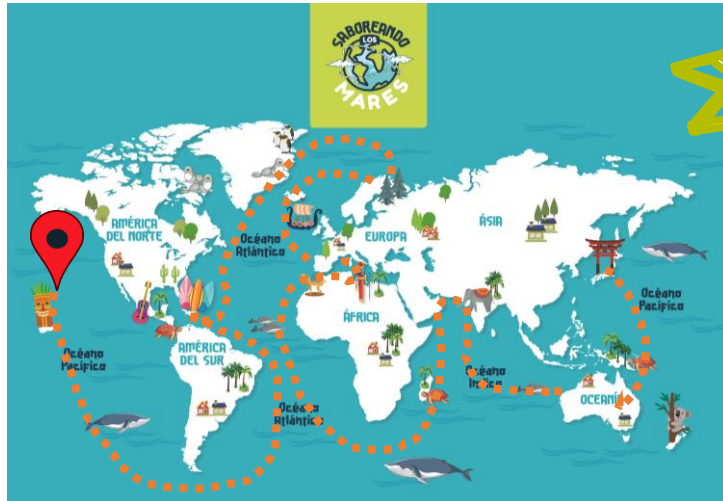 SABOREANDO
LOS
MARES
AMÉRICA
DEL NORTE
Océano
Atlántico
EUROPA
ÁSIA
Océano
Pacífico
ÁFRICA
Océano
Pacífico
AMÉRICA
DEL SUR
Océano
Índico
Océano
Atlántico
OCEANÍ